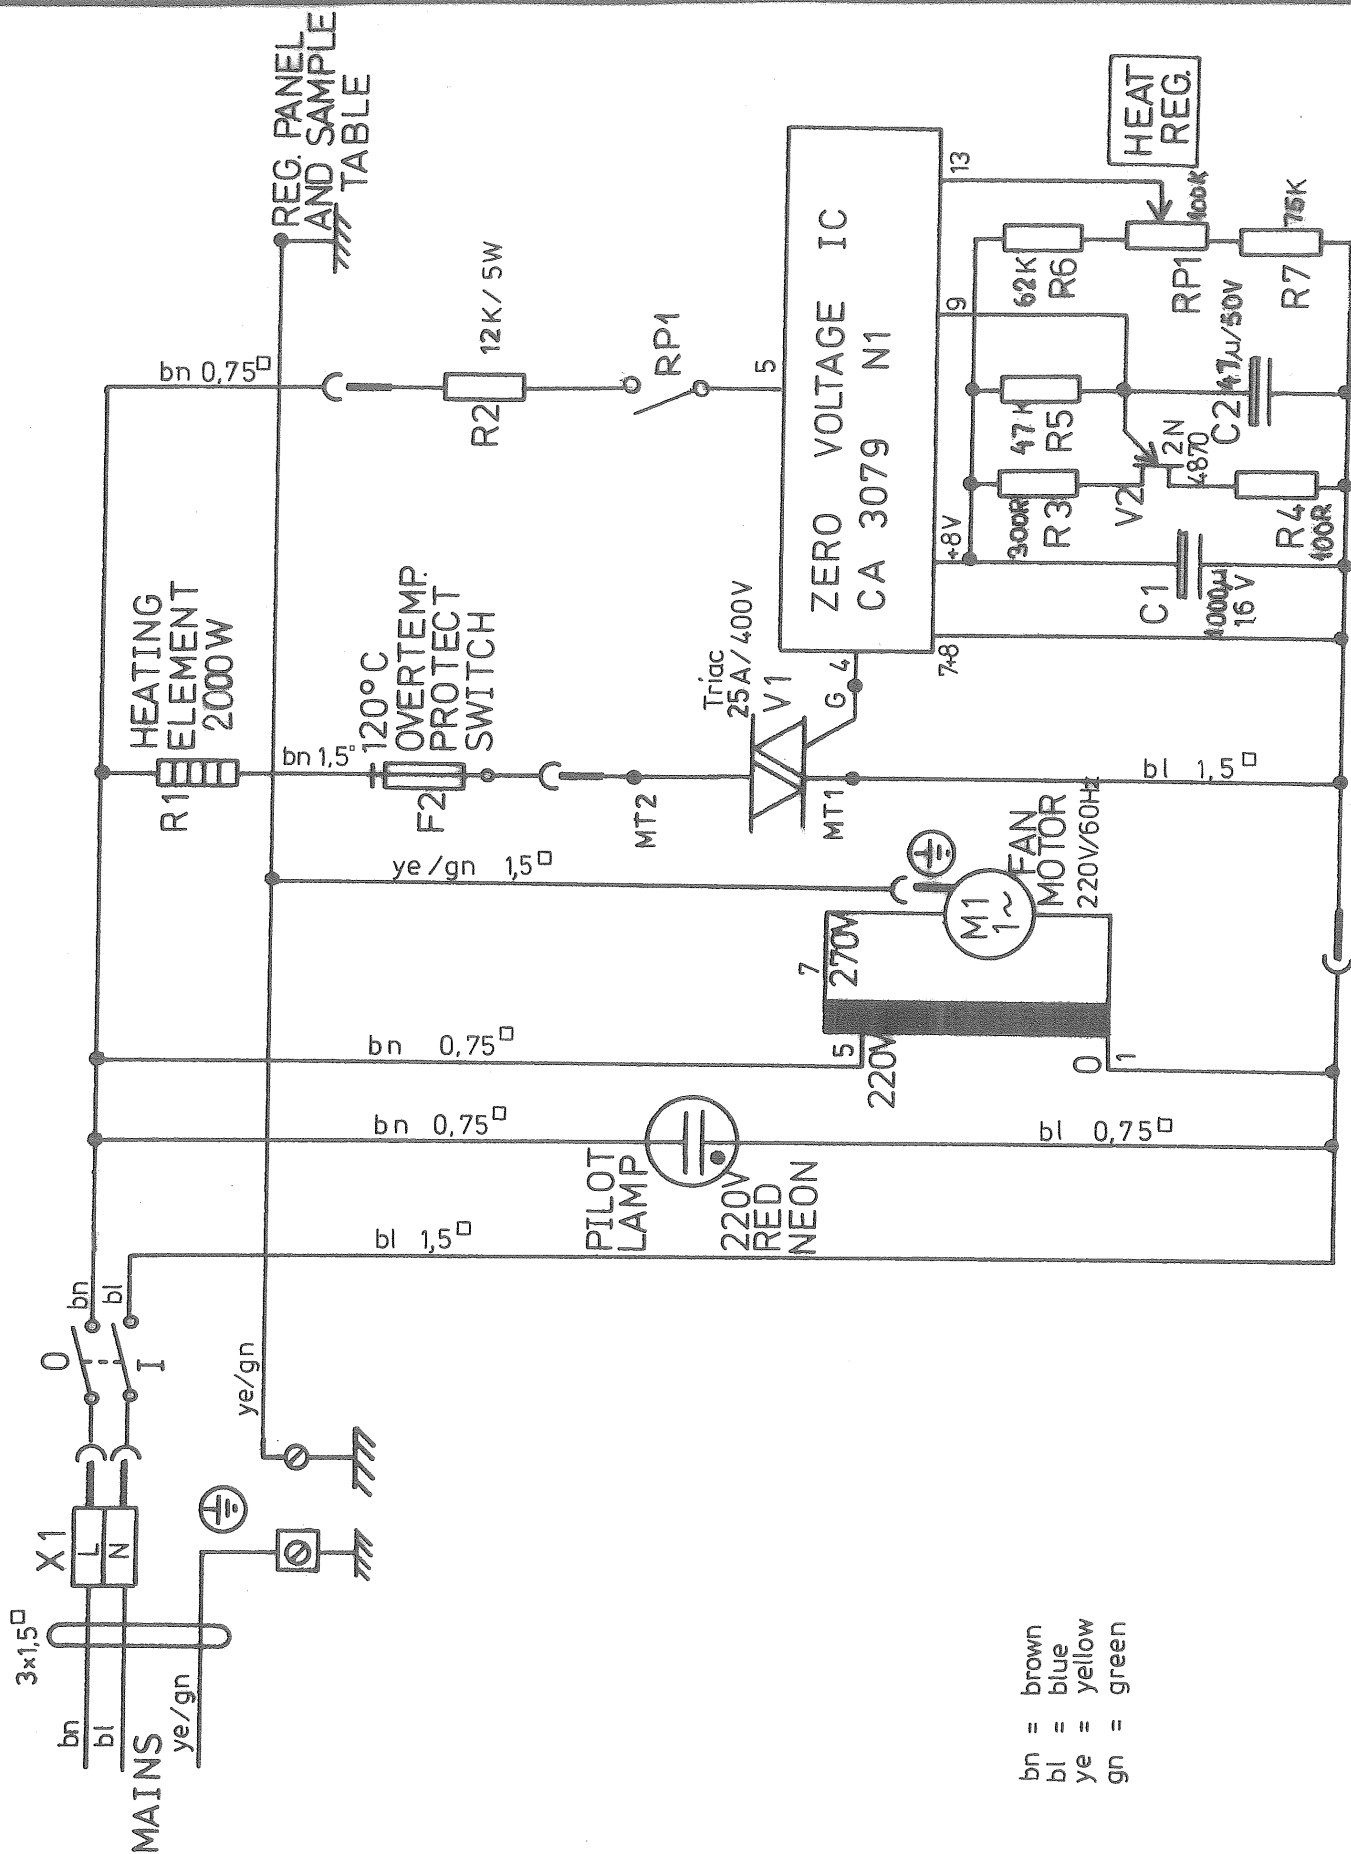 3x1,5□
bn
bl
ye/gn
MAINS
X1
L
N
O
I
bn
bl
ye/gn
bl 1,5□
bn 0,75□
PILOT
LAMP
220V
RED
NEON
bl 0,75□
bn 0,75□
5
220V
7
270V
0
1
M1
1~
FAN
MOTOR
220V/60Hz
ye/gn 1,5□
R1
HEATING
ELEMENT
2000W
bn 1,5□
F2
120°C
OVERTEMP.
PROTECT
SWITCH
MT2
Triac
25A/400V
V1
MT1
G
4
bl 1,5□
bn 0,75□
R2
12K/5W
RP1
5
REG. PANEL
AND SAMPLE
TABLE
ZERO VOLTAGE IC
CA 3079 N1
7+8
+8V
9
13
C1
1000µ
16V
300R
R3
V2
2N
4870
R4
100R
47K
R5
C2
47µ/50V
62K
R6
RP1
100K
R7
75K
HEAT
REG.
bn = brown
bl = blue
ye = yellow
gn = green